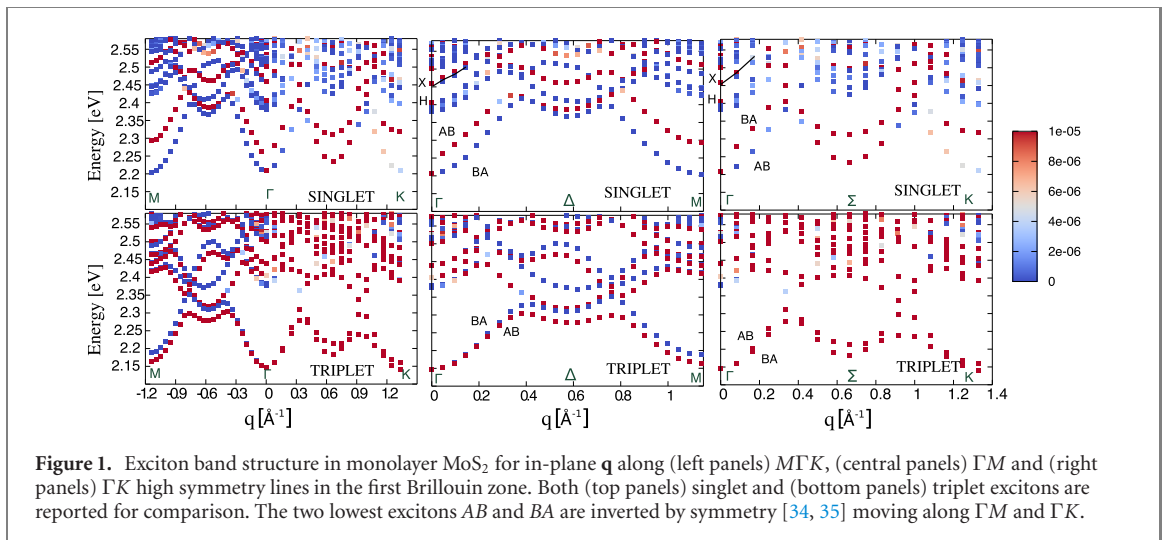 2.55
2.5
2.45
2.4
2.35
2.3
2.25
2.2
2.15
Energy [eV]
M
Γ
SINGLET
K
X
H
AB
BA
Γ
Δ
SINGLET
M
X
H
BA
AB
Γ
Σ
SINGLET
K
1e-05
8e-06
6e-06
4e-06
2e-06
0
2.55
2.5
2.45
2.4
2.35
2.3
2.25
2.2
2.15
Energy [eV]
M
Γ
TRIPLET
K
BA
AB
Γ
Δ
TRIPLET
M
AB
BA
Γ
Σ
TRIPLET
K
-1.2 -0.9 -0.6 -0.3 0 0.3 0.6 0.9 1.2
0 0.2 0.4 0.6 0.8 1
0 0.2 0.4 0.6 0.8 1 1.2 1.4
q [Å⁻¹]
q [Å⁻¹]
q [Å⁻¹]
Figure 1. Exciton band structure in monolayer MoS₂ for in-plane q along (left panels) MΓK, (central panels) ΓM and (right
panels) ΓK high symmetry lines in the first Brillouin zone. Both (top panels) singlet and (bottom panels) triplet excitons are
reported for comparison. The two lowest excitons AB and BA are inverted by symmetry [34, 35] moving along ΓM and ΓK.